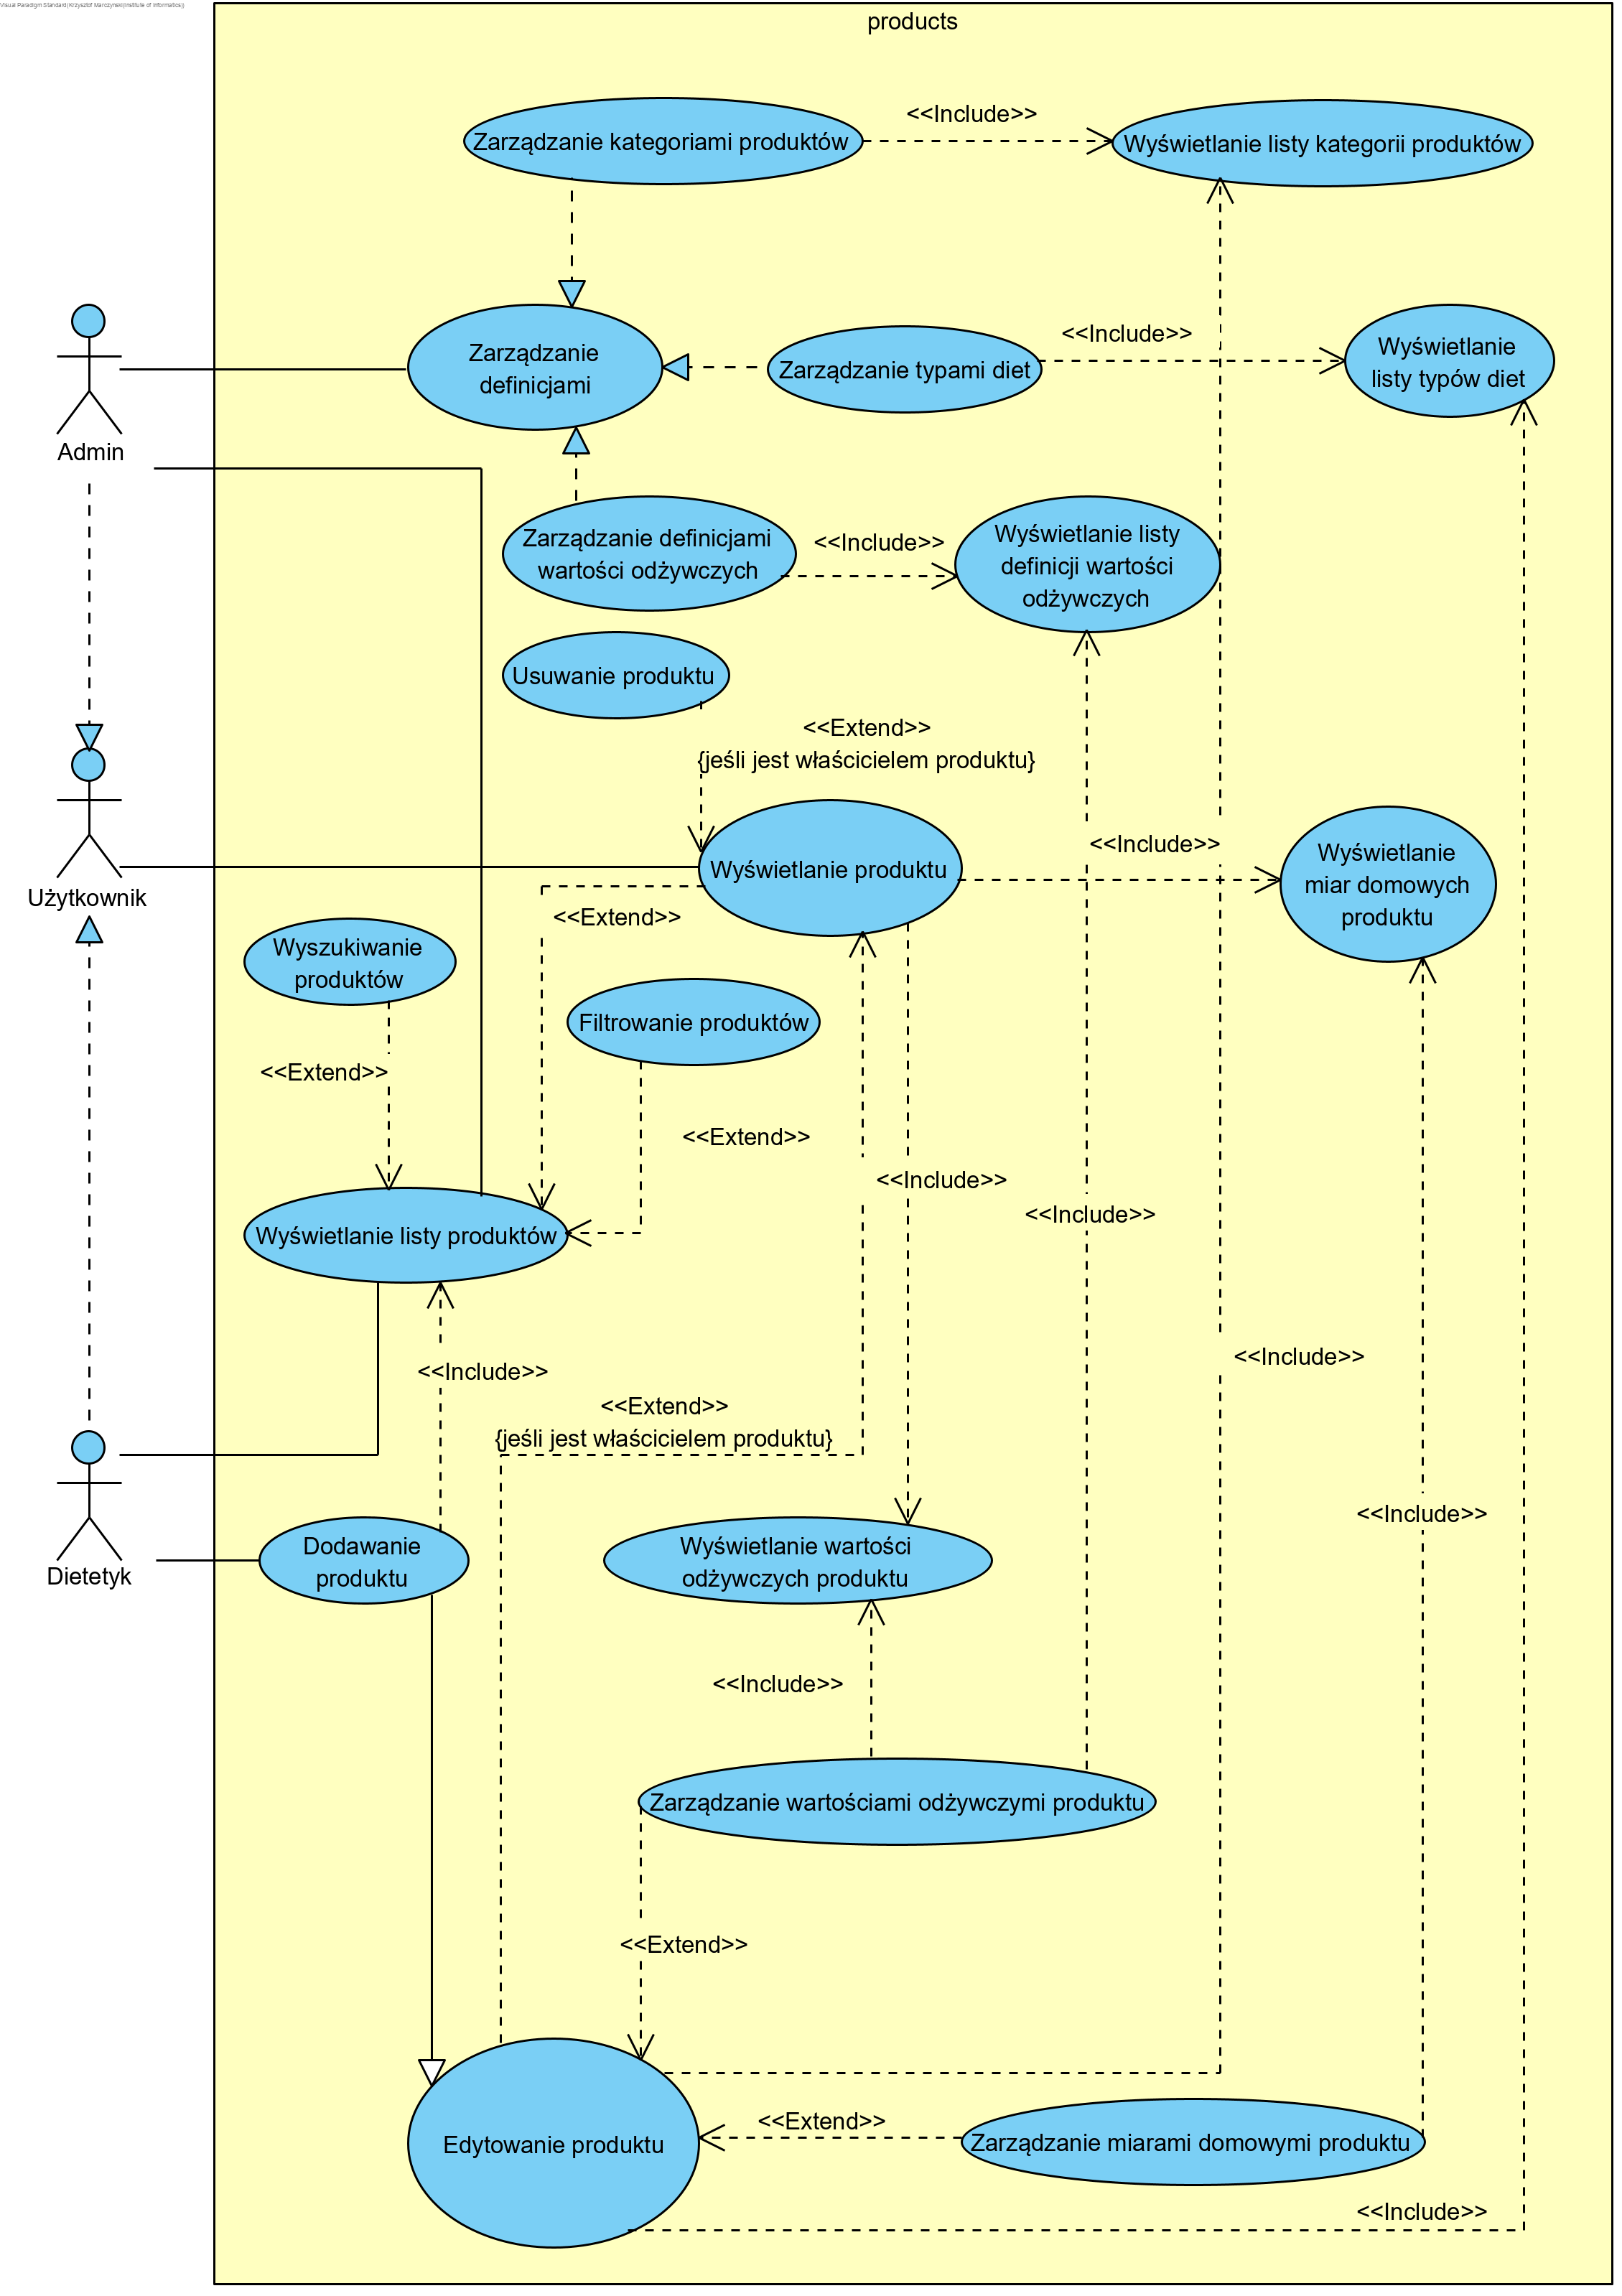 Visual Paradigm Standard(Krzysztof Marczynski(Institute of Informatics))
products
Zarządzanie kategoriami produktów
<<Include>>
Wyświetlanie listy kategorii produktów
Admin
Zarządzanie
definicjami
Zarządzanie typami diet
<<Include>>
Wyświetlanie
listy typów diet
Zarządzanie definicjami
wartości odżywczych
<<Include>>
Wyświetlanie listy
definicji wartości
odżywczych
Usuwanie produktu
<<Extend>>
{jeśli jest właścicielem produktu}
Użytkownik
Wyświetlanie produktu
<<Include>>
Wyświetlanie
miar domowych
produktu
<<Extend>>
Wyszukiwanie
produktów
Filtrowanie produktów
<<Extend>>
<<Extend>>
<<Include>>
<<Include>>
Wyświetlanie listy produktów
<<Include>>
<<Include>>
<<Extend>>
{jeśli jest właścicielem produktu}
<<Include>>
Dietetyk
Dodawanie
produktu
Wyświetlanie wartości
odżywczych produktu
<<Include>>
Zarządzanie wartościami odżywczymi produktu
<<Extend>>
Edytowanie produktu
<<Extend>>
Zarządzanie miarami domowymi produktu
<<Include>>